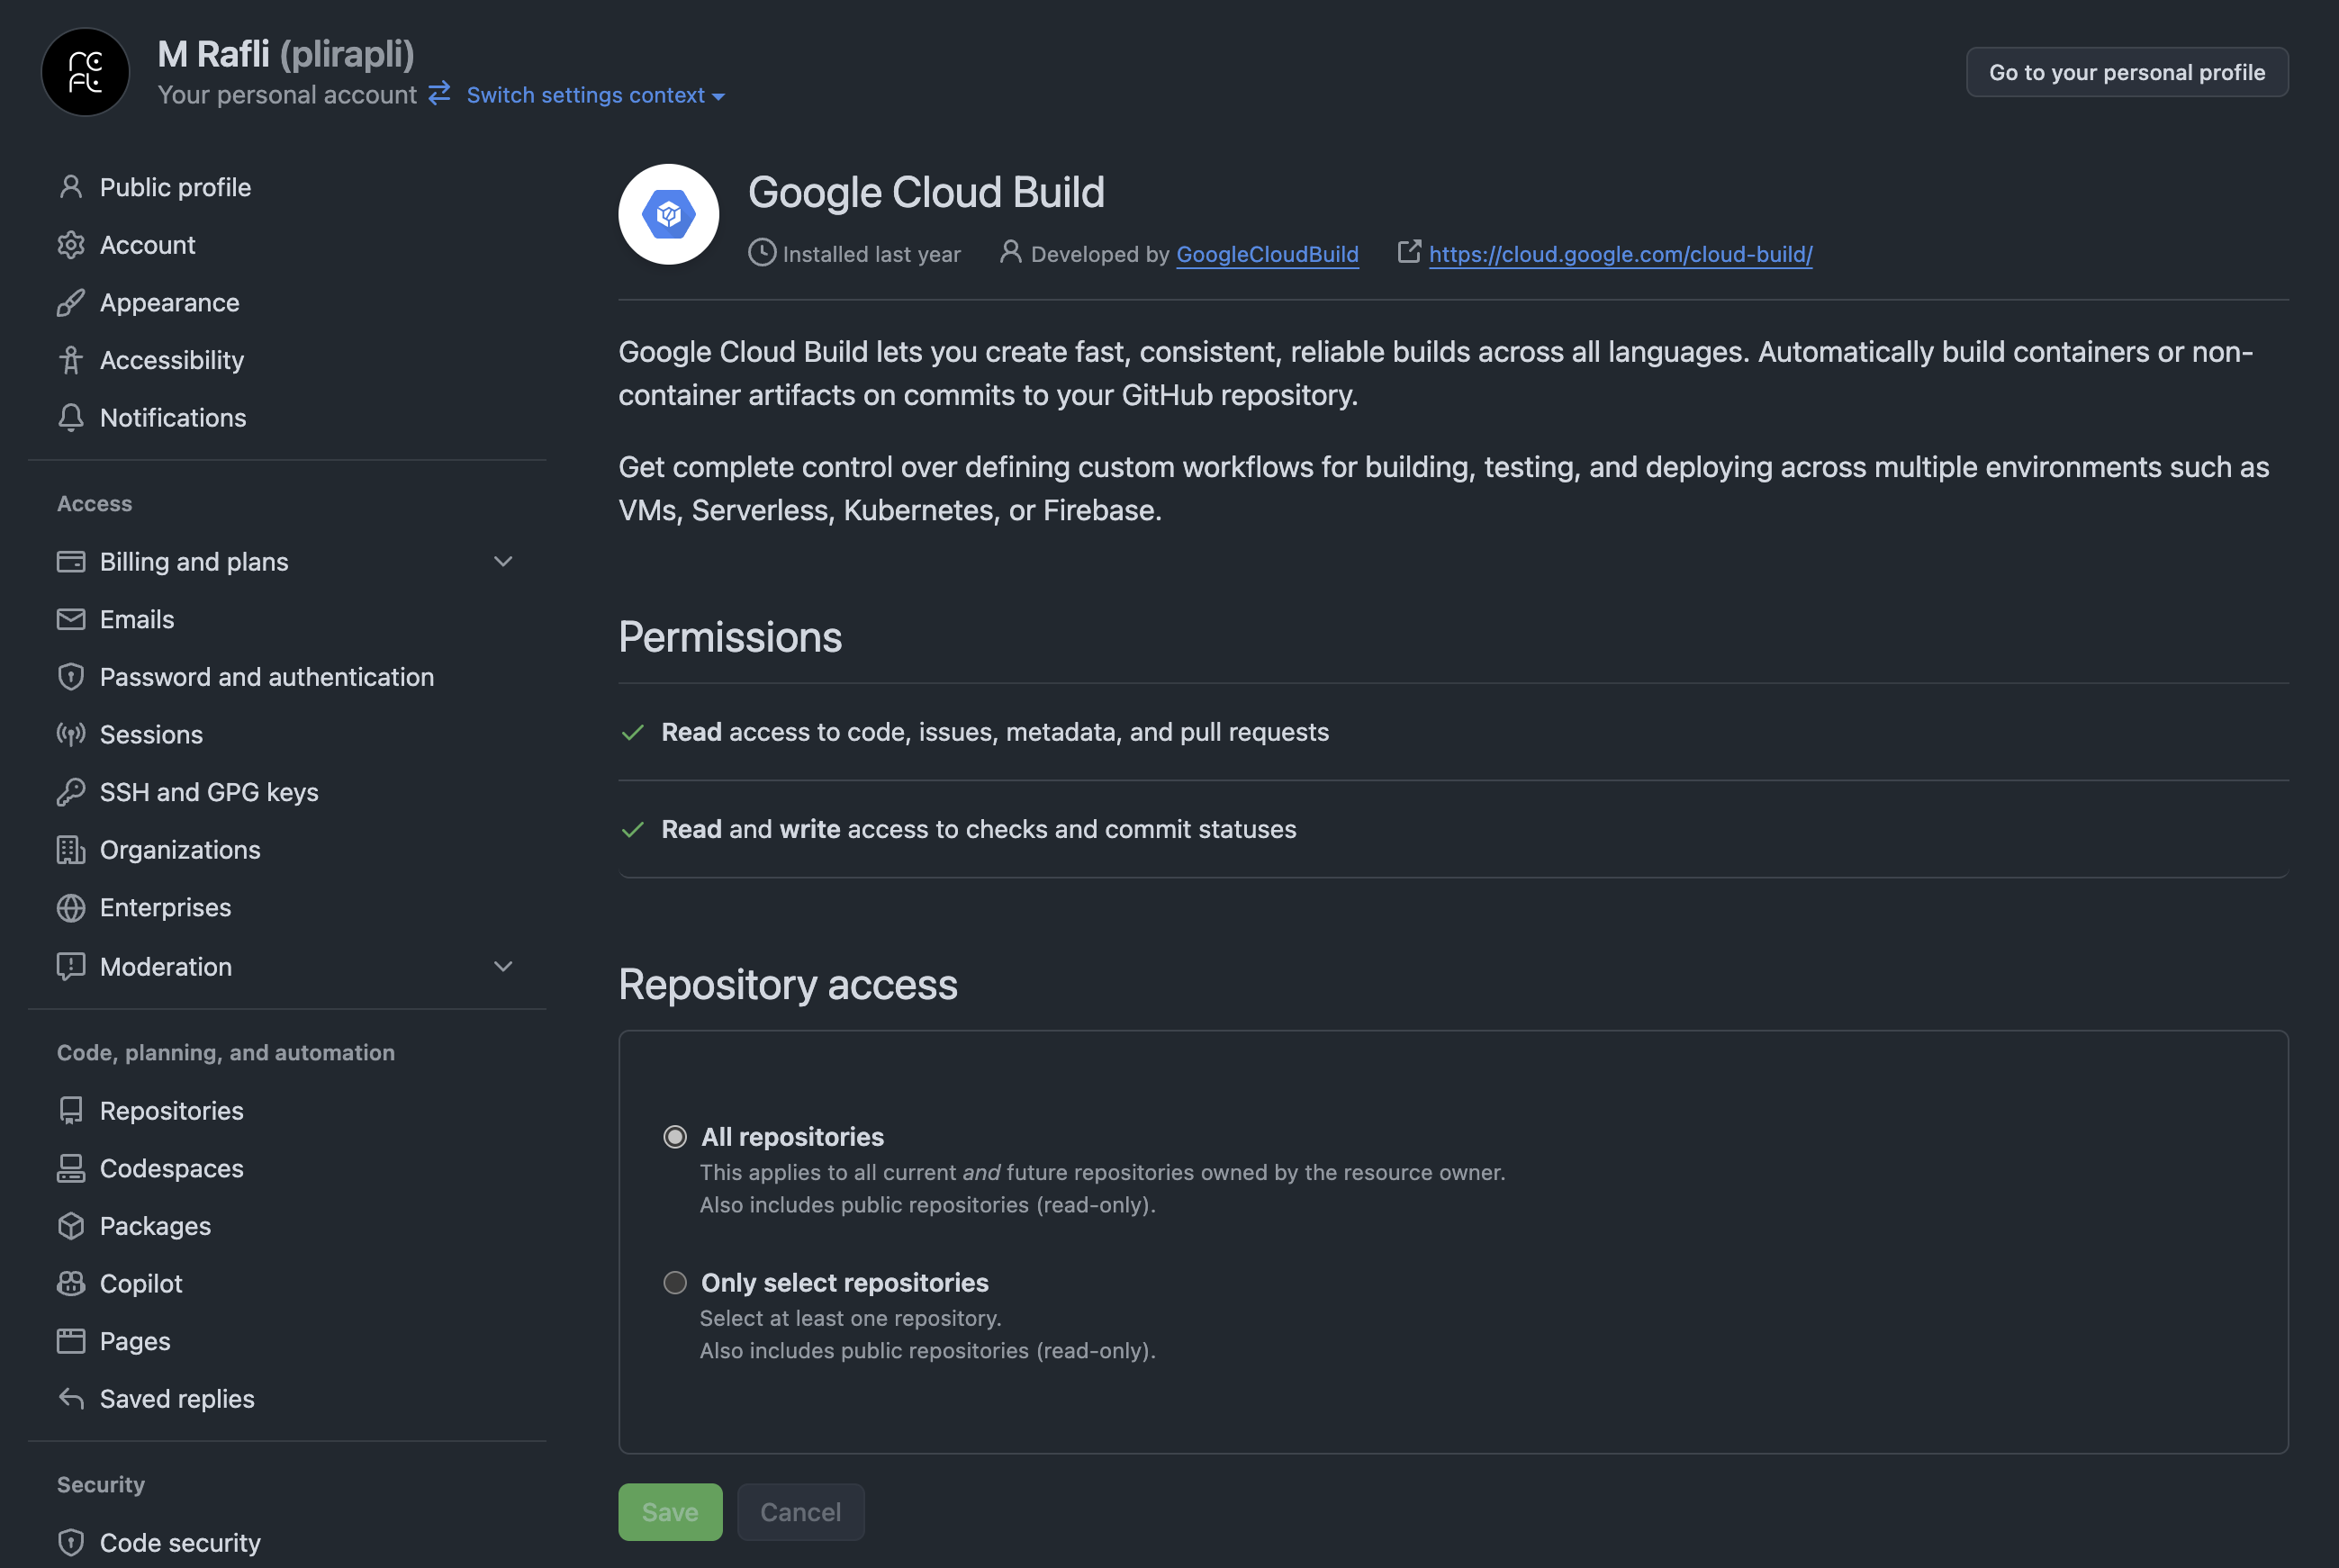 M Rafli (plirapli)
Your personal account Switch settings context
Go to your personal profile
Public profile
Account
Appearance
Accessibility
Notifications
Access
Billing and plans
Emails
Password and authentication
Sessions
SSH and GPG keys
Organizations
Enterprises
Moderation
Code, planning, and automation
Repositories
Codespaces
Packages
Copilot
Pages
Saved replies
Security
Code security
Google Cloud Build
Installed last year Developed by GoogleCloudBuild https://cloud.google.com/cloud-build/
Google Cloud Build lets you create fast, consistent, reliable builds across all languages. Automatically build containers or non-
container artifacts on commits to your GitHub repository.
Get complete control over defining custom workflows for building, testing, and deploying across multiple environments such as
VMs, Serverless, Kubernetes, or Firebase.
Permissions
Read access to code, issues, metadata, and pull requests
Read and write access to checks and commit statuses
Repository access
All repositories
This applies to all current and future repositories owned by the resource owner.
Also includes public repositories (read-only).
Only select repositories
Select at least one repository.
Also includes public repositories (read-only).
Save Cancel